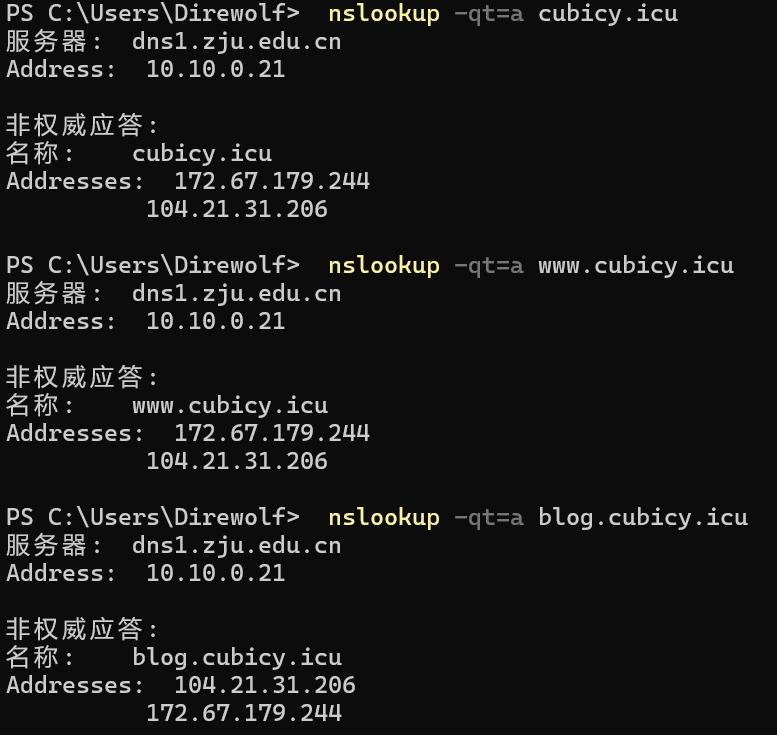 PS C:\Users\Direwolf>  nslookup -qt=a cubicy.icu
服务器:  dns1.zju.edu.cn
Address:  10.10.0.21
非权威应答:
名称:    cubicy.icu
Addresses:  172.67.179.244
          104.21.31.206
PS C:\Users\Direwolf>  nslookup -qt=a www.cubicy.icu
服务器:  dns1.zju.edu.cn
Address:  10.10.0.21
非权威应答:
名称:    www.cubicy.icu
Addresses:  172.67.179.244
          104.21.31.206
PS C:\Users\Direwolf>  nslookup -qt=a blog.cubicy.icu
服务器:  dns1.zju.edu.cn
Address:  10.10.0.21
非权威应答:
名称:    blog.cubicy.icu
Addresses:  104.21.31.206
          172.67.179.244